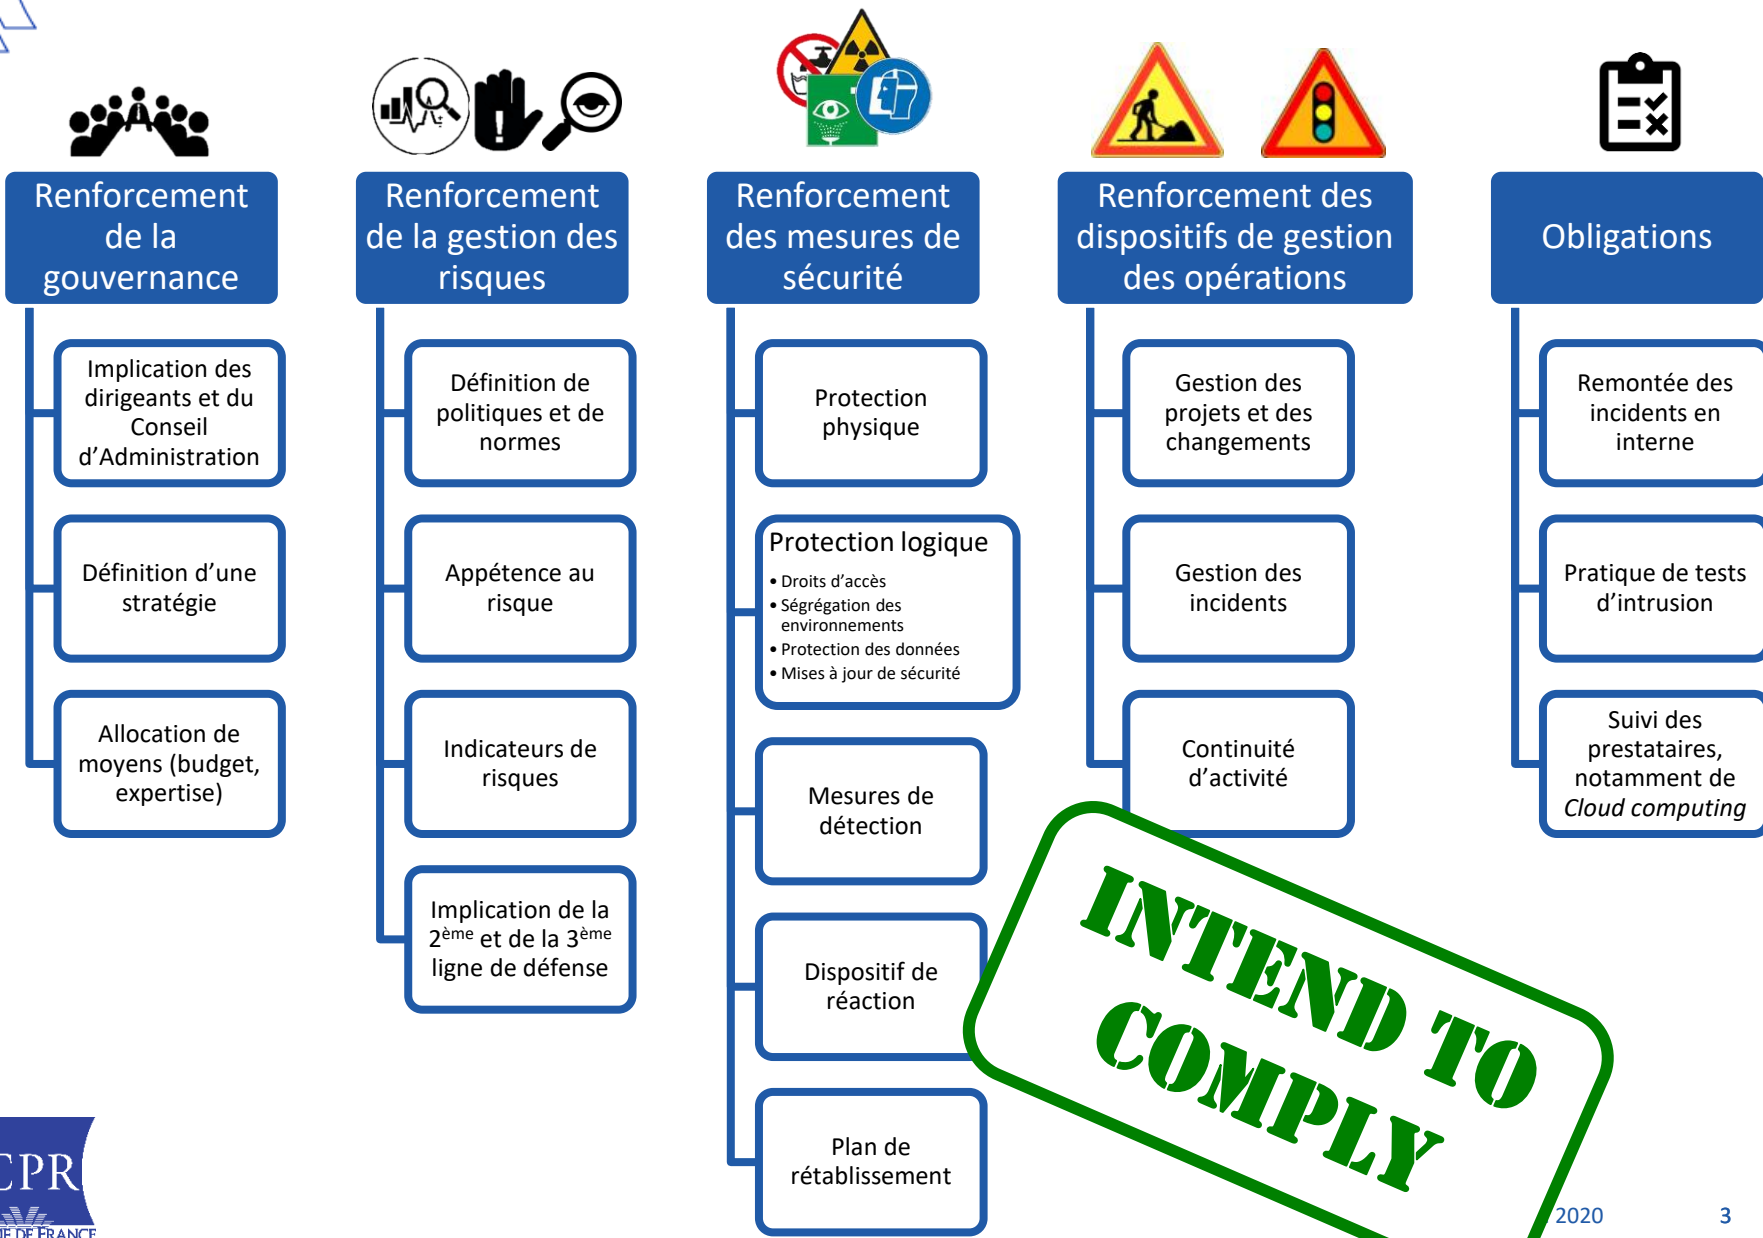 Renforcement
de la
gouvernance
Implication des
dirigeants et du
Conseil
d’Administration
Définition d’une
stratégie
Allocation de
moyens (budget,
expertise)
Renforcement
de la gestion des
risques
Définition de
politiques et de
normes
Appétence au
risque
Indicateurs de
risques
Implication de la
2ème et de la 3ème
ligne de défense
Renforcement
des mesures de
sécurité
Protection
physique
Protection logique
• Droits d’accès
• Ségrégation des
environnements
• Protection des données
• Mises à jour de sécurité
Mesures de
détection
Dispositif de
réaction
Plan de
rétablissement
Renforcement des
dispositifs de gestion
des opérations
Gestion des
projets et des
changements
Gestion des
incidents
Continuité
d’activité
Obligations
Remontée des
incidents en
interne
Pratique de tests
d’intrusion
Suivi des
prestataires,
notamment de
Cloud computing
INTEND TO
COMPLY
CPR
DE FRANCE
2020
3